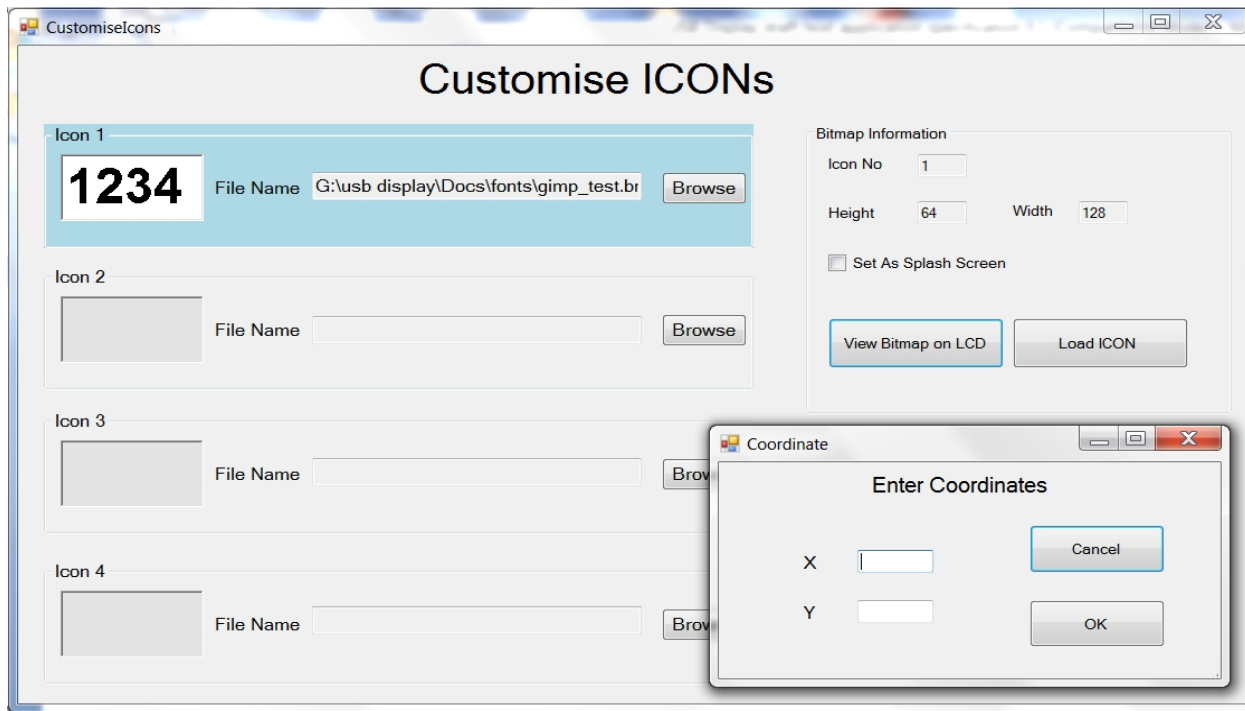 CustomiseIcons
Customise ICONs
Icon 1
1234
File Name
G:\usb display\Docs\fonts\gimp_test.br
Browse
Icon 2
File Name
Browse
Icon 3
File Name
Brow
Icon 4
File Name
Brow
Bitmap Information
Icon No 1
Height 64 Width 128
Set As Splash Screen
View Bitmap on LCD Load ICON
Coordinate
Enter Coordinates
X
Cancel
Y
OK